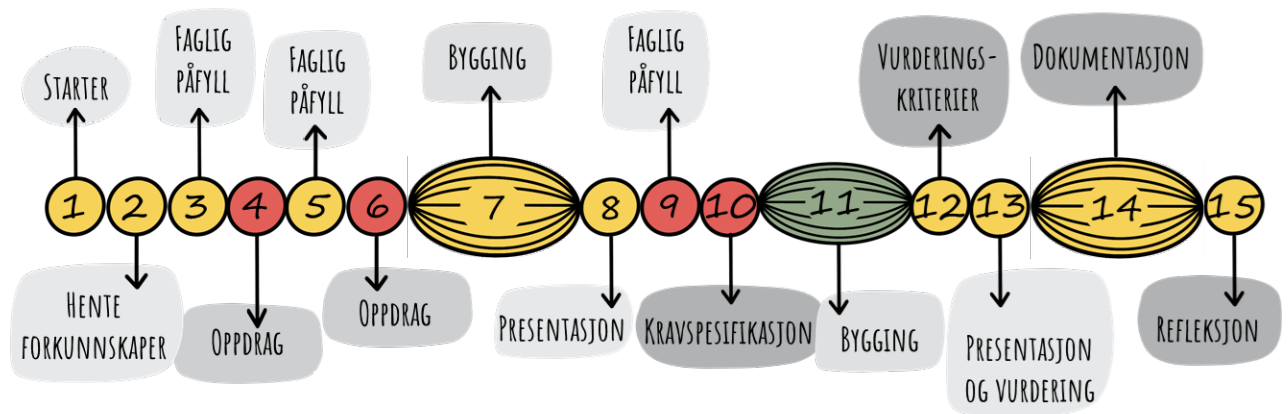 Starter
Faglig
påfyll
Faglig
påfyll
Bygging
Faglig
påfyll
Vurderings-
kriterier
Dokumentasjon
1
2
3
4
5
6
7
8
9
10
11
12
13
14
15
Hente
forkunnskaper
Oppdrag
Oppdrag
Presentasjon
Kravspesifikasjon
Bygging
Presentasjon
og vurdering
Refleksjon